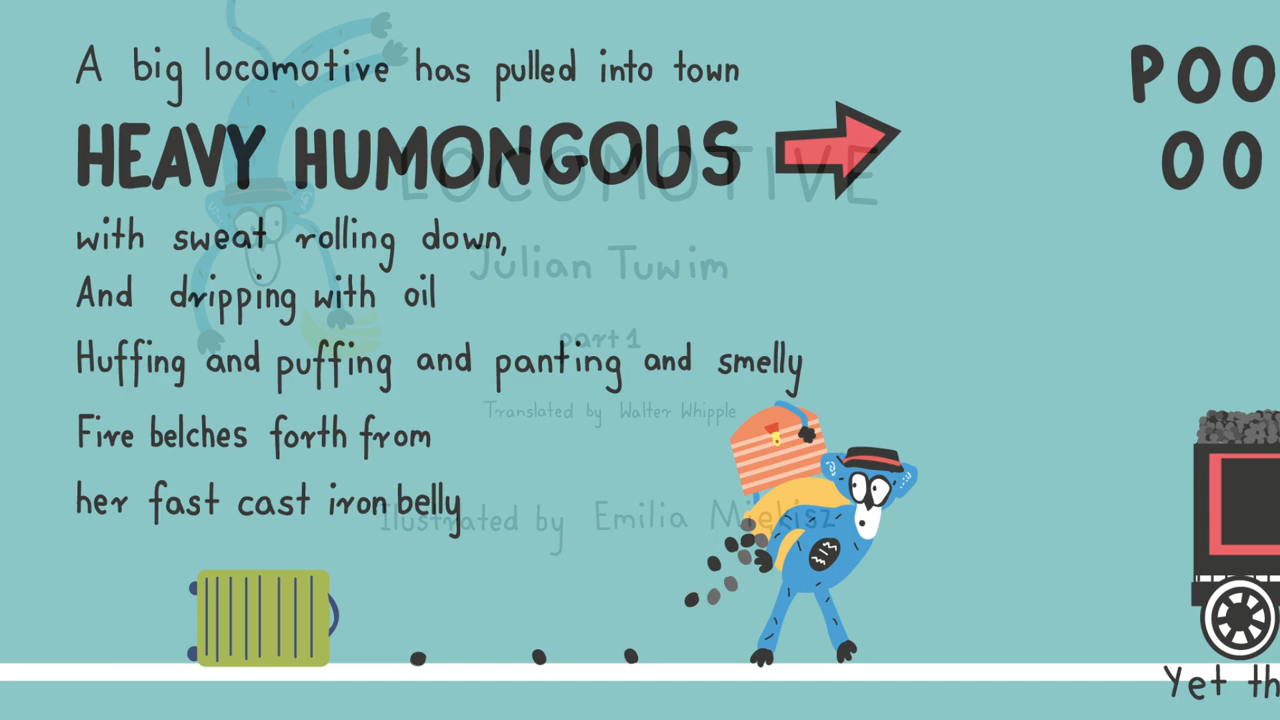 A big locomotive has pulled into town
HEAVY HUMONGOUS
with sweat rolling down,
And dripping with oil
Huffing and puffing and panting and smelly
Fire belches forth from
her fast cast iron belly
LOCOMOTIVE
Julian Tuwim
part 1
Translated by Walter Whipple
Ilustrated by Emilia Miekisz
POO
OO
Yet th